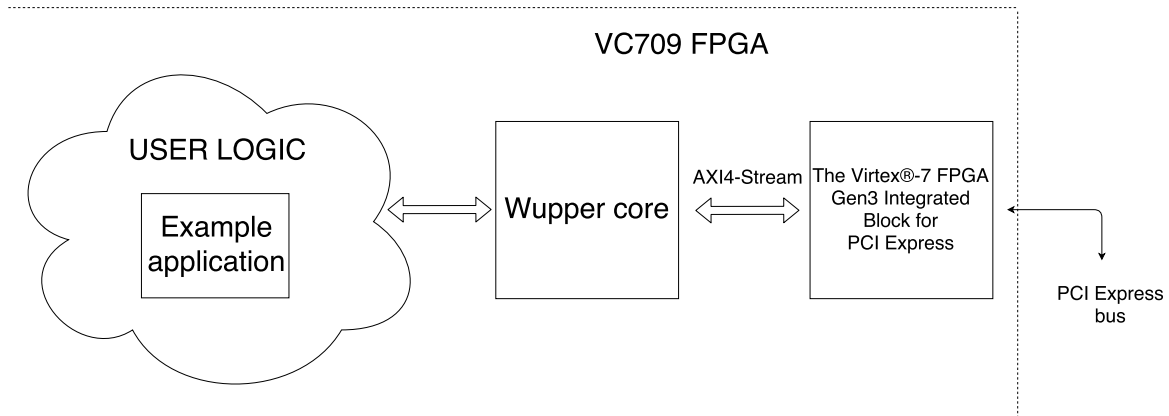 VC709 FPGA
USER LOGIC
Example
application
Wupper core
AXI4-Stream
The Virtex®-7 FPGA
Gen3 Integrated
Block for
PCI Express
PCI Express
bus